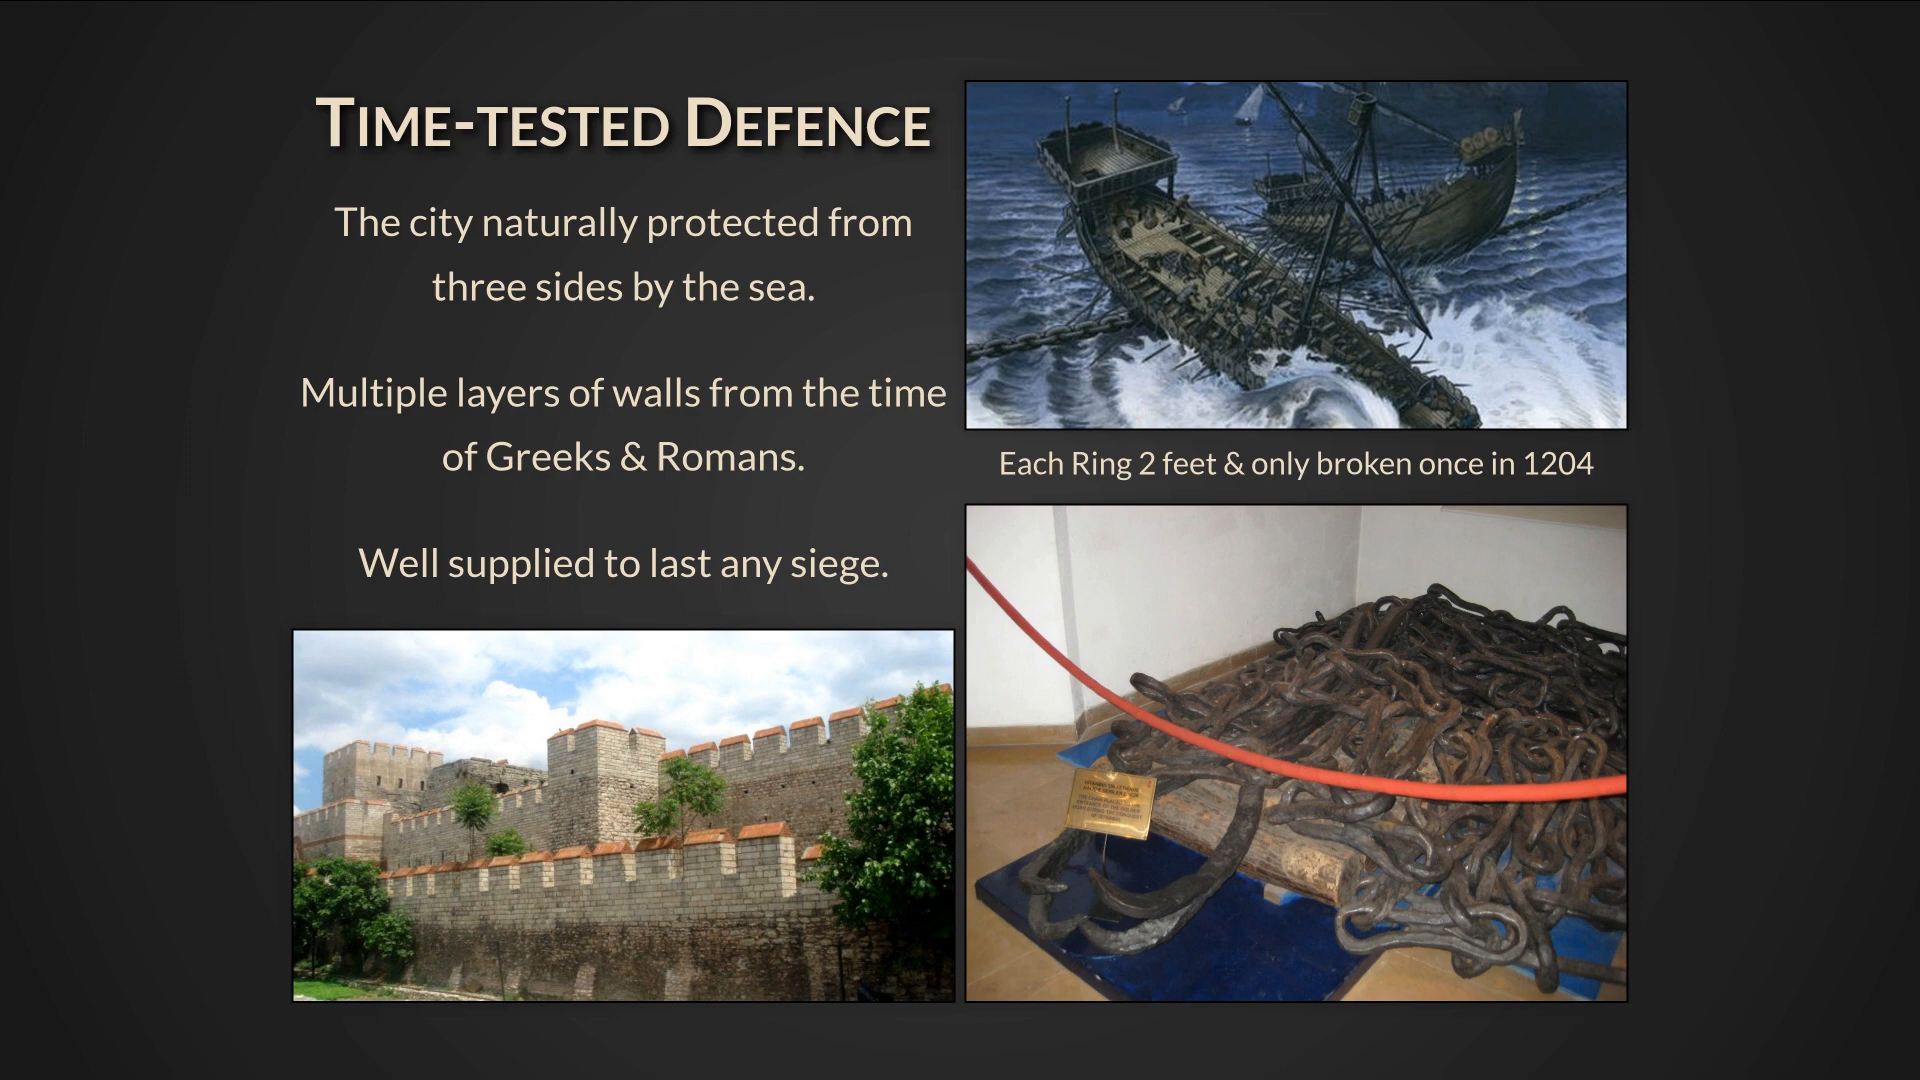 TIME-TESTED DEFENCE
The city naturally protected from
three sides by the sea.
Multiple layers of walls from the time
of Greeks & Romans.
Well supplied to last any siege.
Each Ring 2 feet & only broken once in 1204